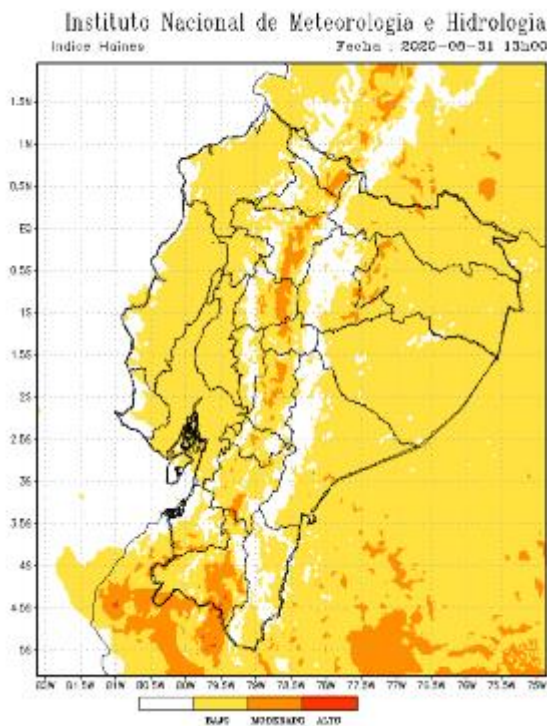 Instituto Nacional de Meteorologia e Hidrologia
Indice Haines Fecha : 2020-08-31 13h00
1.5N
1N
0.5N
EQ
0.5S
1S
1.5S
2S
2.5S
3S
3.5S
4S
4.5S
5S
82W 81.5W 81W 80.5W 80W 79.5W 79W 78.5W 78W 77.5W 77W 76.5W 76W 75.5W 75W
BAJO MODERADO ALTO